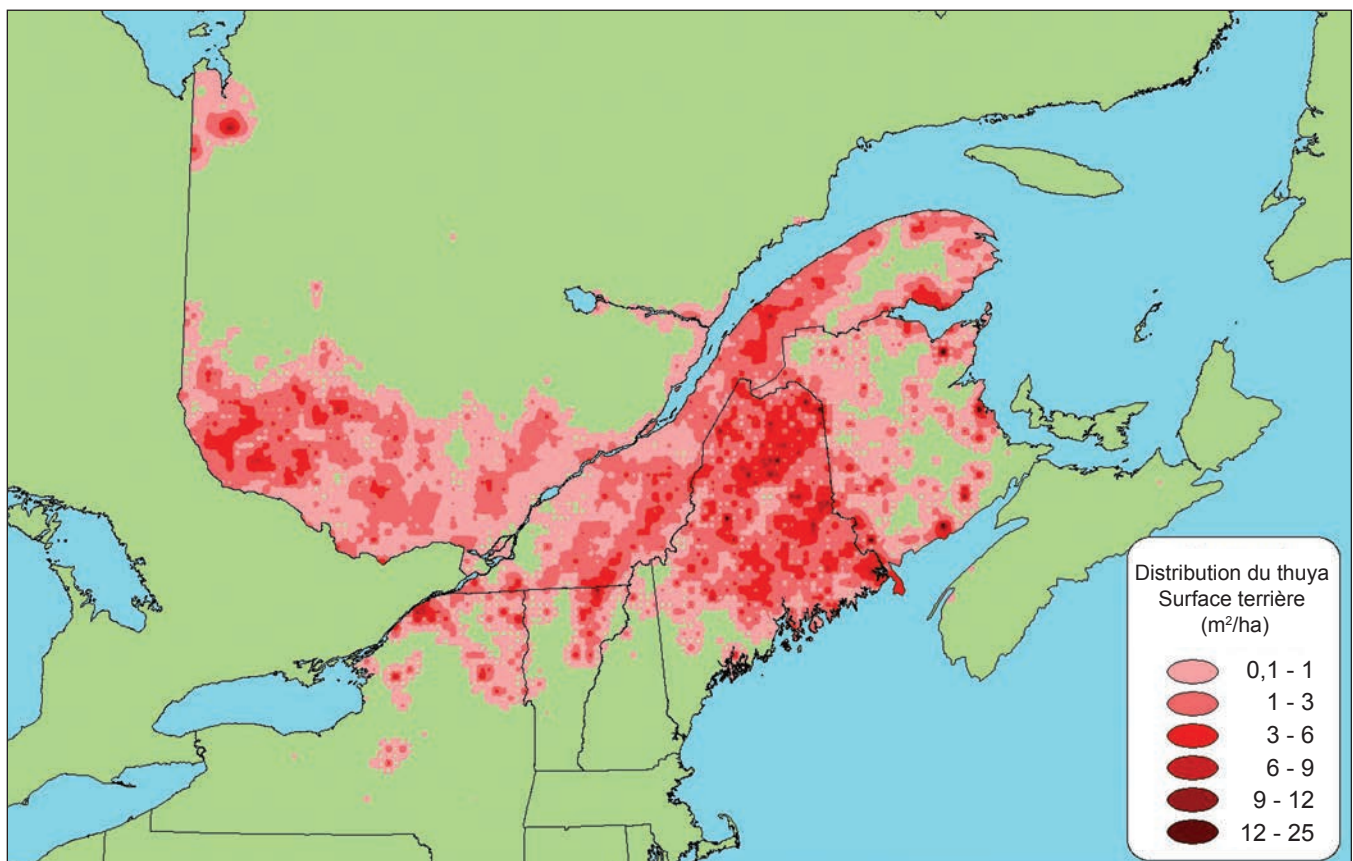 Distribution du thuya
Surface terrière
(m²/ha)
0,1 - 1
1 - 3
3 - 6
6 - 9
9 - 12
12 - 25